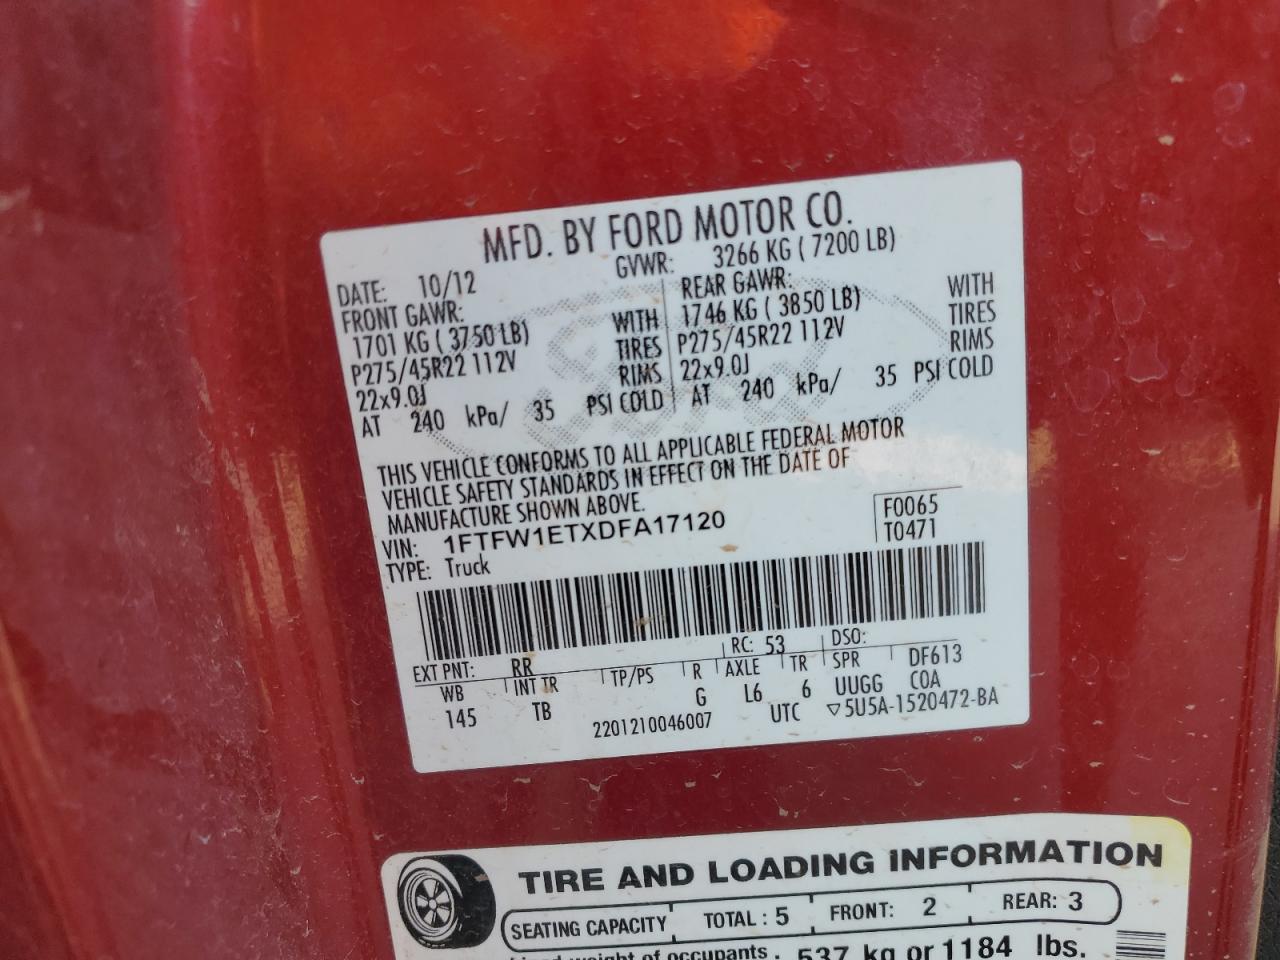 MFD. BY FORD MOTOR CO.
DATE: 10/12 GVWR: 3266 KG ( 7200 LB)
FRONT GAWR: REAR GAWR:
1701 KG ( 3750 LB) WITH 1746 KG ( 3850 LB) WITH
P275/45R22 112V TIRES P275/45R22 112V TIRES
22x9.0J RIMS 22x9.0J RIMS
AT 240 kPa/ 35 PSI COLD AT 240 kPa/ 35 PSI COLD
THIS VEHICLE CONFORMS TO ALL APPLICABLE FEDERAL MOTOR
VEHICLE SAFETY STANDARDS IN EFFECT ON THE DATE OF
MANUFACTURE SHOWN ABOVE.
VIN: 1FTFW1ETXDFA17120 F0065
TYPE: Truck T0471
EXT PNT: RR RC: 53 DSO:
WB INT TR TP/PS R AXLE TR SPR DF613
145 TB G L6 6 UUGG COA
2201210046007 UTC ▽5U5A-1520472-BA
TIRE AND LOADING INFORMATION
SEATING CAPACITY TOTAL : 5 FRONT: 2 REAR: 3
weight of occupants . 537 kg or 1184 lbs.